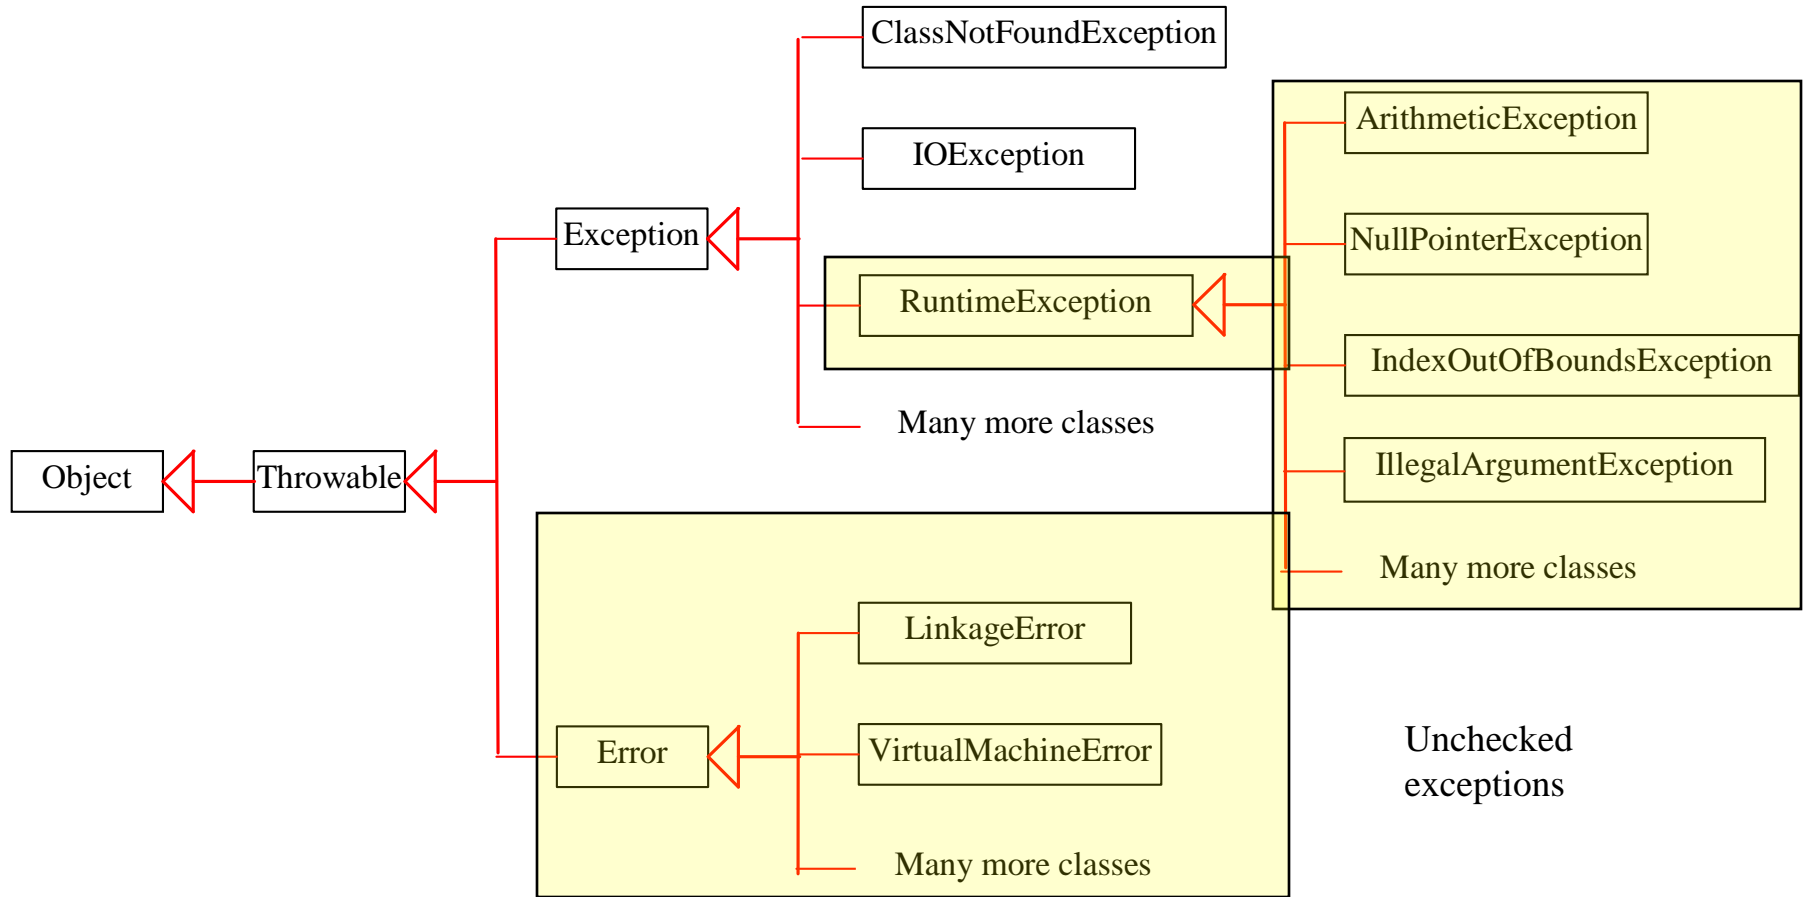 ClassNotFoundException
ArithmeticException
IOException
NullPointerException
Exception
RuntimeException
IndexOutOfBoundsException
Many more classes
IllegalArgumentException
Object
Throwable
Many more classes
LinkageError
Error
VirtualMachineError
Unchecked
exceptions
Many more classes